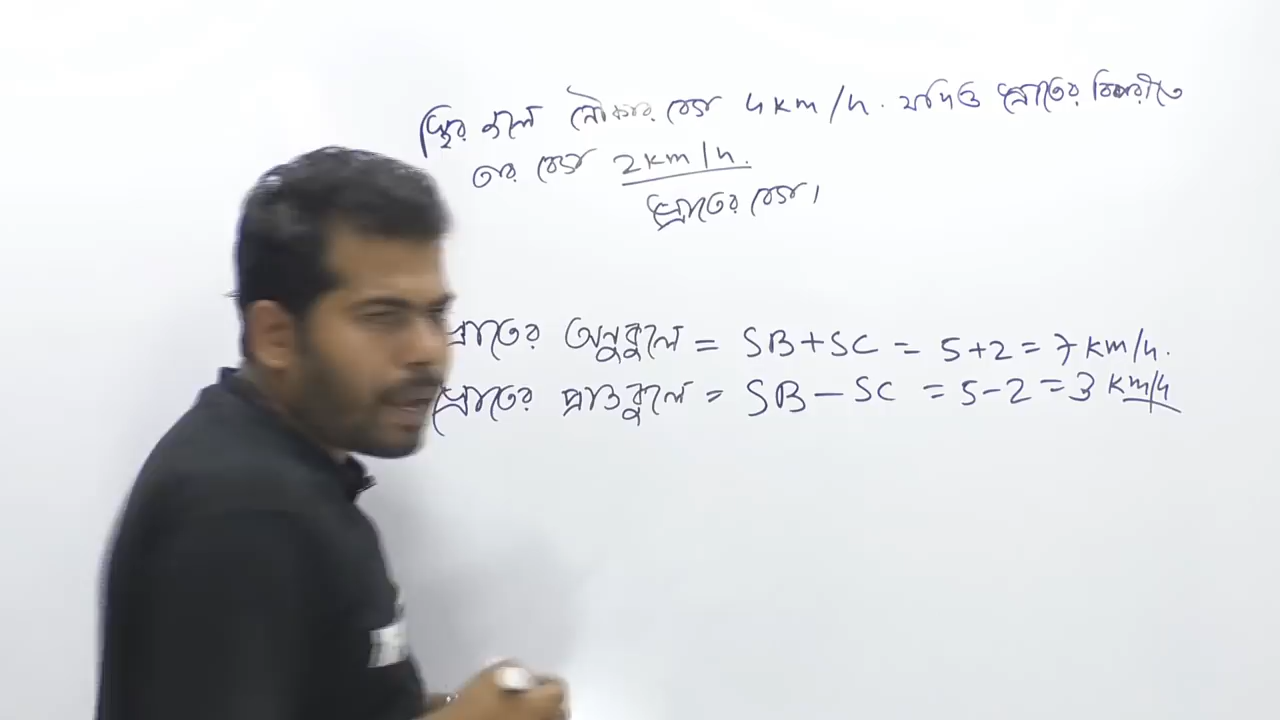 স্থির জলে নৌকার বেগ 4km/h. যদিও স্রোতের বিপরীতে
তার বেগ 2km/h.
স্রোতের বেগ।
স্রোতের অনুকুলে = SB+SC = 5+2 = 7 km/h.
স্রোতের প্রতিকুলে = SB-SC = 5-2 = 3 km/h